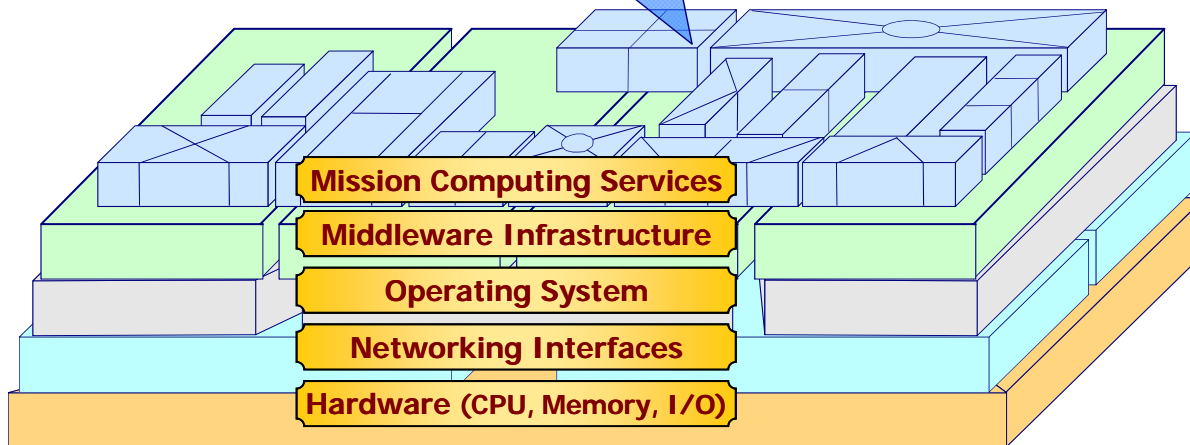 Mission Computing Services
Middleware Infrastructure
Operating System
Networking Interfaces
Hardware (CPU, Memory, I/O)